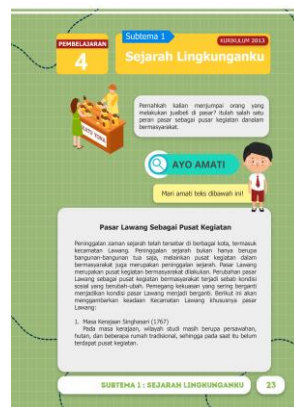 Subtema 1
KURIKULUM 2013
PEMBELAJARAN
4
Sejarah Lingkunganku
Pernahkah kalian menjumpai orang yang
melakukan jualbeli di pasar? Itulah salah satu
peran pasar sebagai pusat kegiatan dandalam
bermasyarakat.
AYO AMATI
Mari amati teks dibawah ini!
Pasar Lawang Sebagai Pusat Kegiatan
Peninggalan zaman sejarah telah tersebar di berbagai kota, termasuk
kecamatan Lawang. Peninggalan sejarah bukan hanya berupa
bangunan-bangunan tua saja, melainkan pusat kegiatan dalam
bermasyarakat juga merupakan peninggalan sejarah. Pasar Lawang
merupakan pusat kegiatan bermasyarakat dilakukan. Perubahan pasar
Lawang sebagai pusat kegiatan bermasyarakat terjadi sebab kondisi
sosial yang berubah-ubah. Pemegang kekuasan yang sering berganti
menjadikan kondisi pasar Lawang menjadi berganti. Berikut ini akan
menggambarkan keadaan Kecamatan Lawang khususnya pasar
Lawang:
1. Masa Kerajaan Singhasari (1767)
Pada masa kerajaan, wilayah studi masih berupa persawahan,
hutan, dan beberapa rumah tradisional, sehingga pada saat itu belum
terdapat pusat kegiatan.
SUBTEMA 1 : SEJARAH LINGKUNGANKU
23